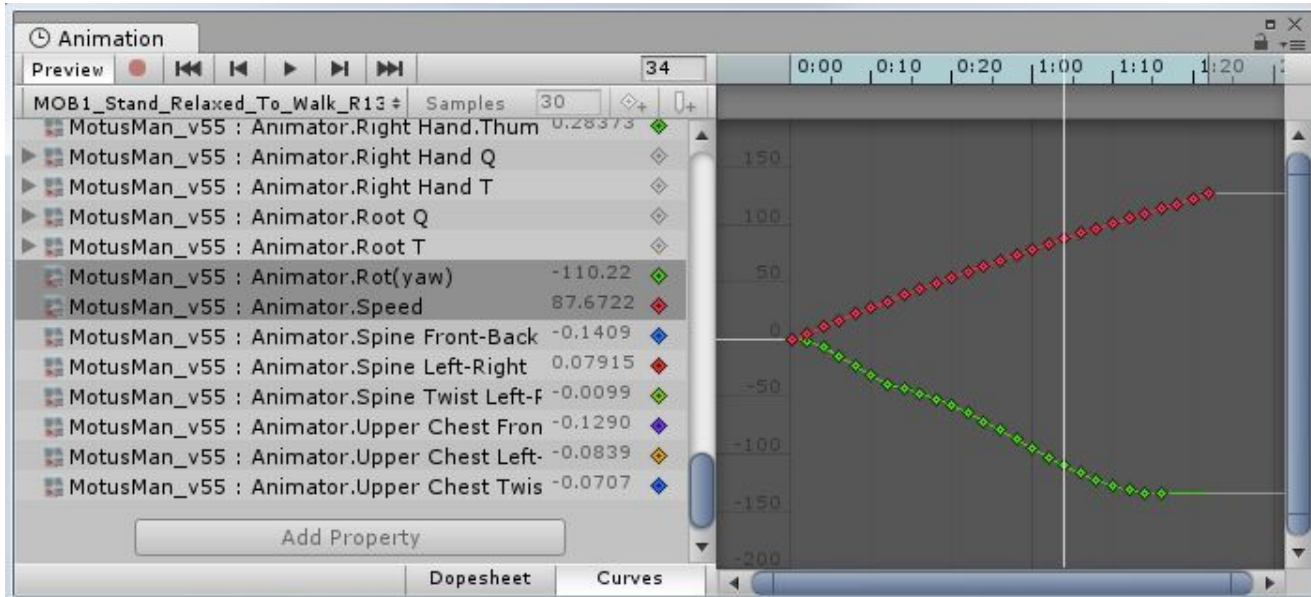 Animation
Preview 34 0:00 0:10 0:20 1:00 1:10 1:20
MOB1_Stand_Relaxed_To_Walk_R13 Samples 30
MotusMan_v55 : Animator.Right Hand.Thum 0.28373
MotusMan_v55 : Animator.Right Hand Q
MotusMan_v55 : Animator.Right Hand T
MotusMan_v55 : Animator.Root Q
MotusMan_v55 : Animator.Root T
MotusMan_v55 : Animator.Rot(yaw) -110.22
MotusMan_v55 : Animator.Speed 87.6722
MotusMan_v55 : Animator.Spine Front-Back -0.1409
MotusMan_v55 : Animator.Spine Left-Right 0.07915
MotusMan_v55 : Animator.Spine Twist Left-R -0.0099
MotusMan_v55 : Animator.Upper Chest Fron -0.1290
MotusMan_v55 : Animator.Upper Chest Left- -0.0839
MotusMan_v55 : Animator.Upper Chest Twis -0.0707
Add Property
Dopesheet Curves
150
100
50
0
-50
-100
-150
-200